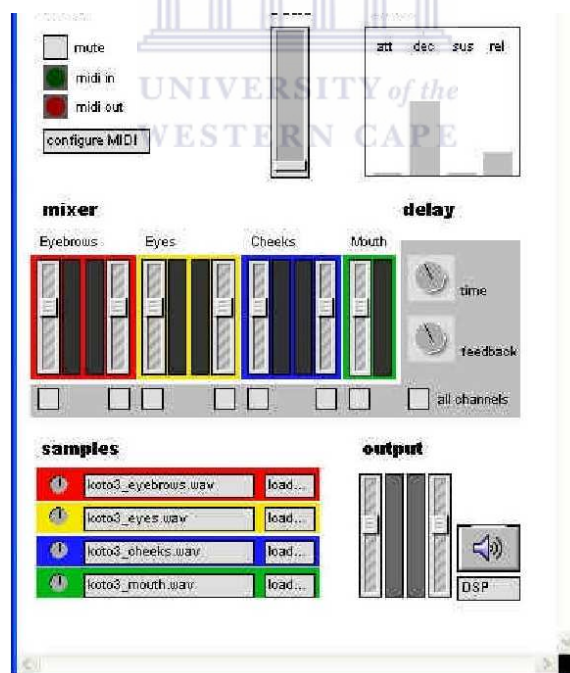 mute
att dec sus rel
midi in
midi out
UNIVERSITY of the
configure MIDI
WESTERN CAPE
mixer
delay
Eyebrows Eyes Cheeks Mouth
time
feedback
all channels
samples
output
koto3_eyebrows.wav load...
koto3_eyes.wav load...
koto3_cheeks.wav load...
koto3_mouth.wav load...
DSP